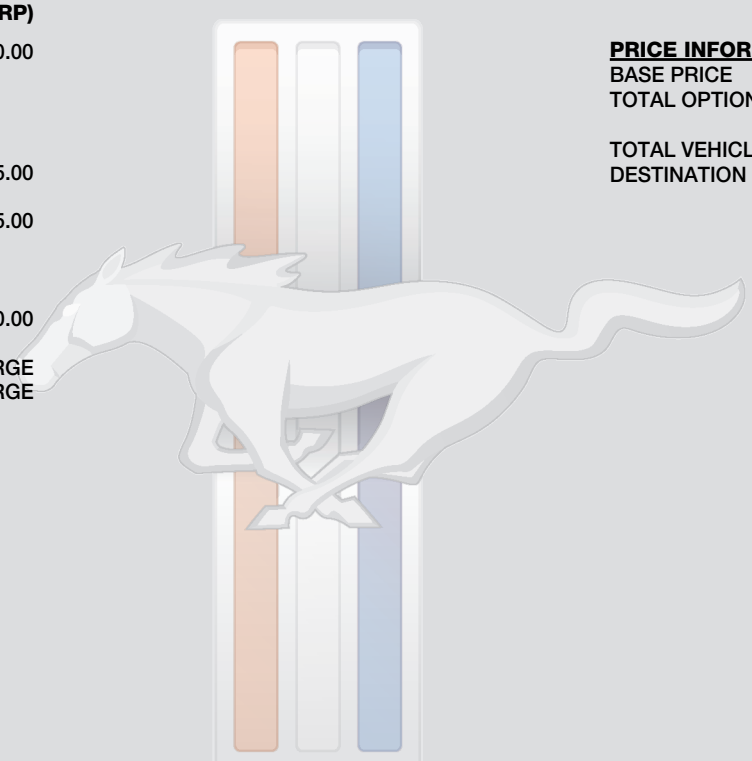 RP)
0.00
5.00
5.00
0.00
RGE
RGE
PRICE INFOR
BASE PRICE
TOTAL OPTION
TOTAL VEHICL
DESTINATION